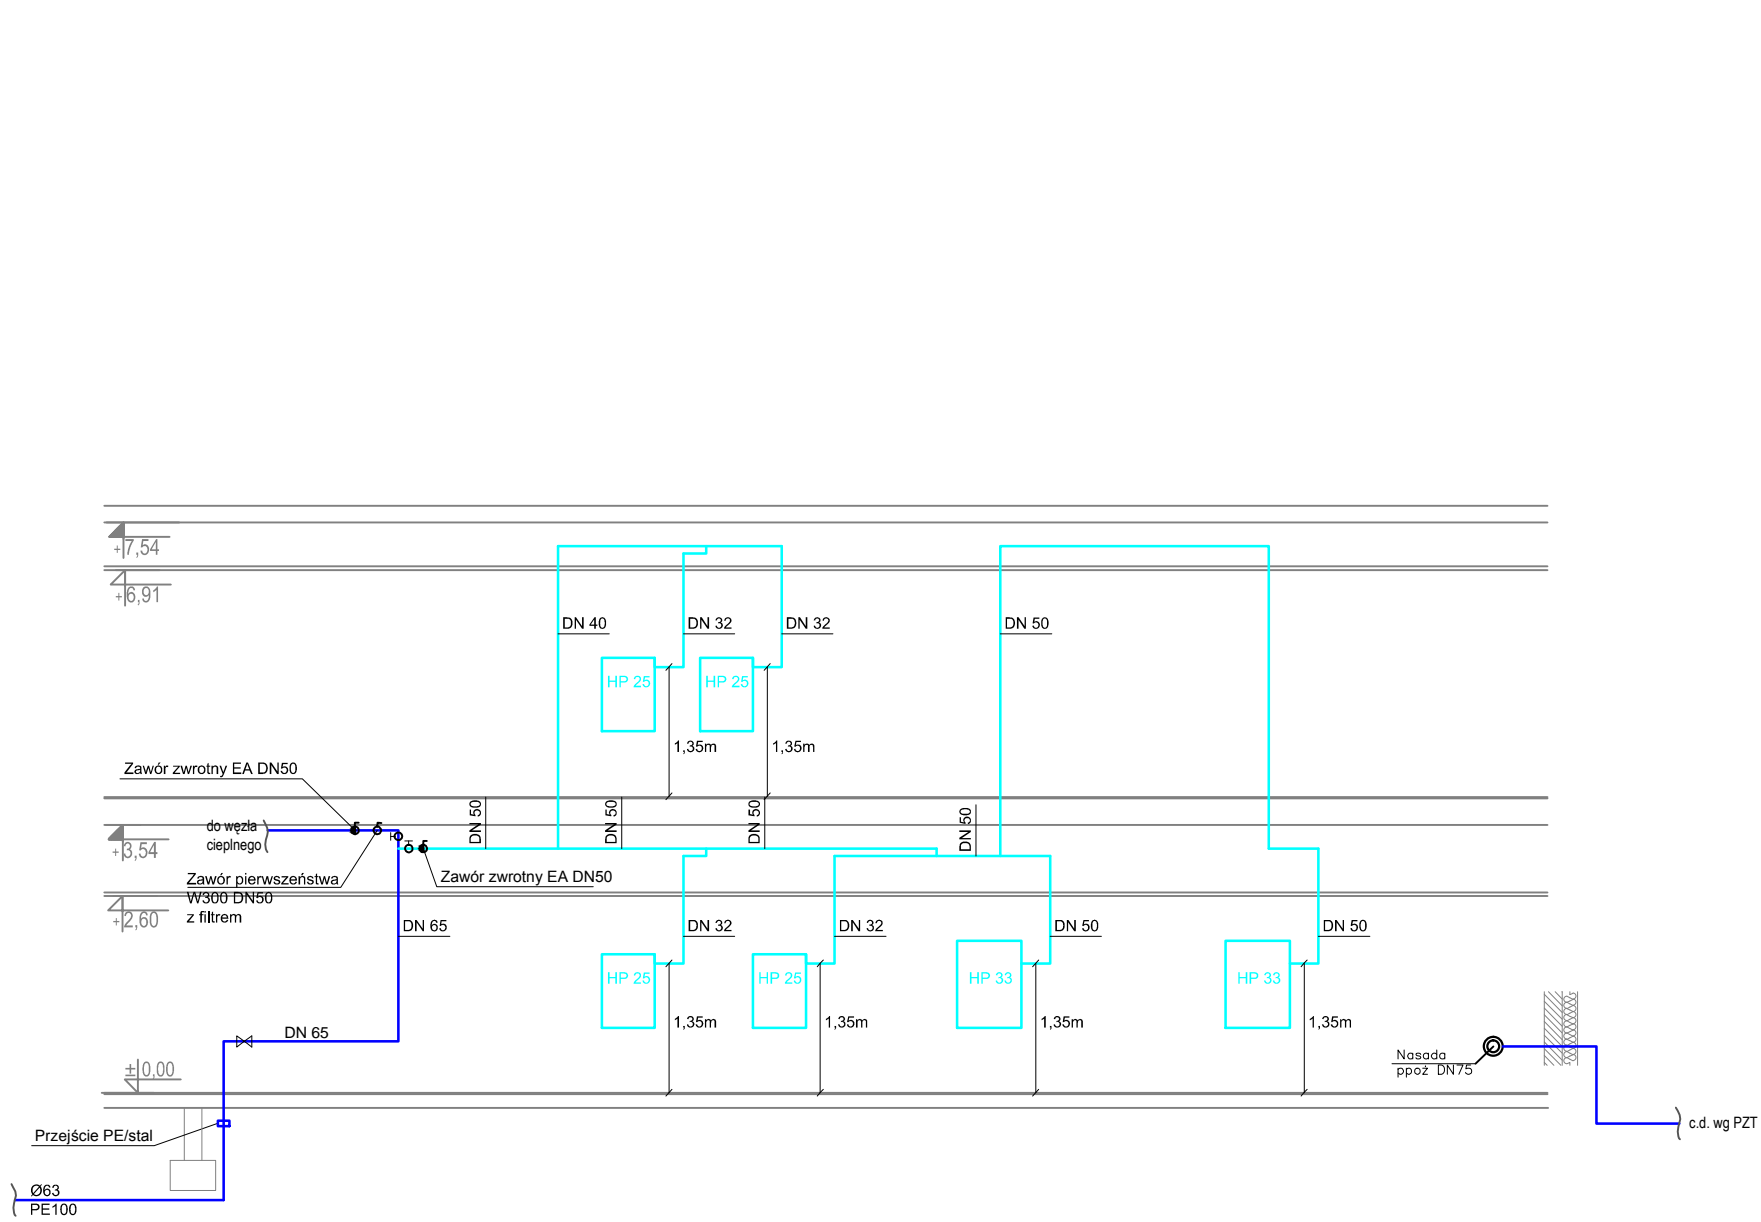 +7,54
+6,91
DN 40
DN 32
DN 32
DN 50
HP 25
HP 25
1,35m
1,35m
Zawór zwrotny EA DN50
DN 50
DN 50
DN 50
DN 50
do węzła
cieplnego
+3,54
Zawór pierwszeństwa
W300 DN50
z filtrem
Zawór zwrotny EA DN50
+2,60
DN 65
DN 32
DN 32
DN 50
DN 50
HP 25
HP 25
HP 33
HP 33
1,35m
1,35m
1,35m
1,35m
DN 65
±0,00
Nasada
ppoż DN75
Przejście PE/stal
c.d. wg PZT
Ø63
PE100